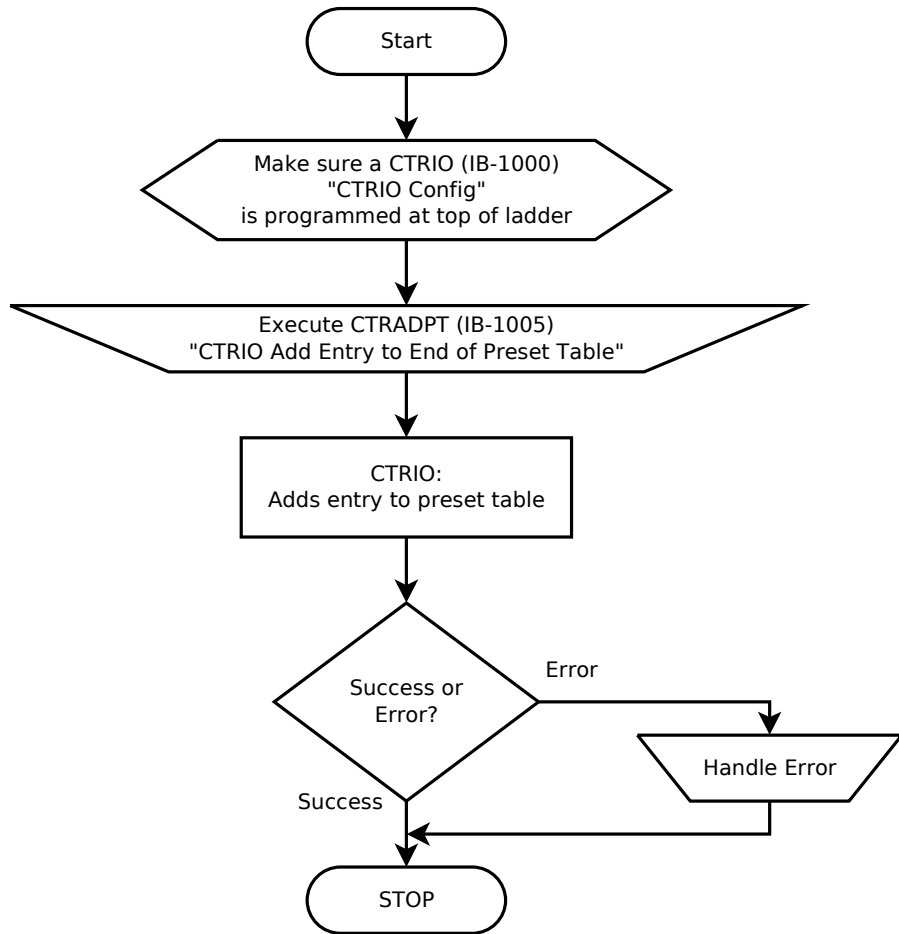 Start
Make sure a CTRIO (IB-1000)
"CTRIO Config"
is programmed at top of ladder
Execute CTRADPT (IB-1005)
"CTRIO Add Entry to End of Preset Table"
CTRIO:
Adds entry to preset table
Success or
Error?
Error
Handle Error
Success
STOP